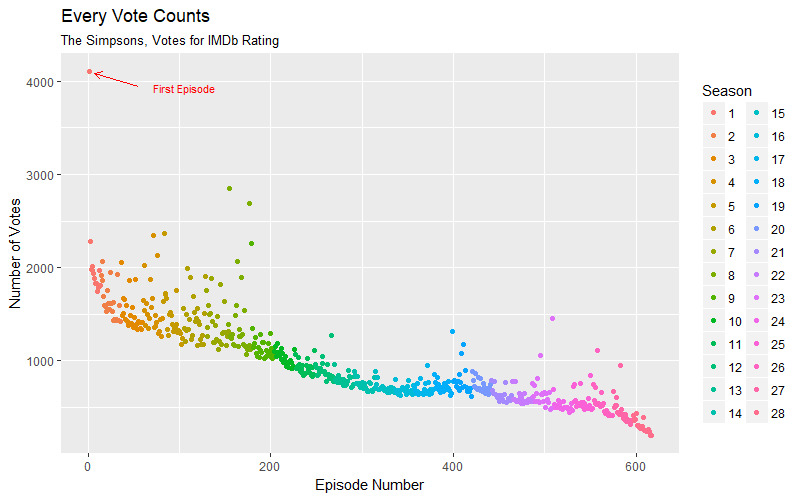 Every Vote Counts
The Simpsons, Votes for IMDb Rating
Number of Votes
4000
3000
2000
1000
First Episode
0 200 400 600
Episode Number
Season
1 15
2 16
3 17
4 18
5 19
6 20
7 21
8 22
9 23
10 24
11 25
12 26
13 27
14 28